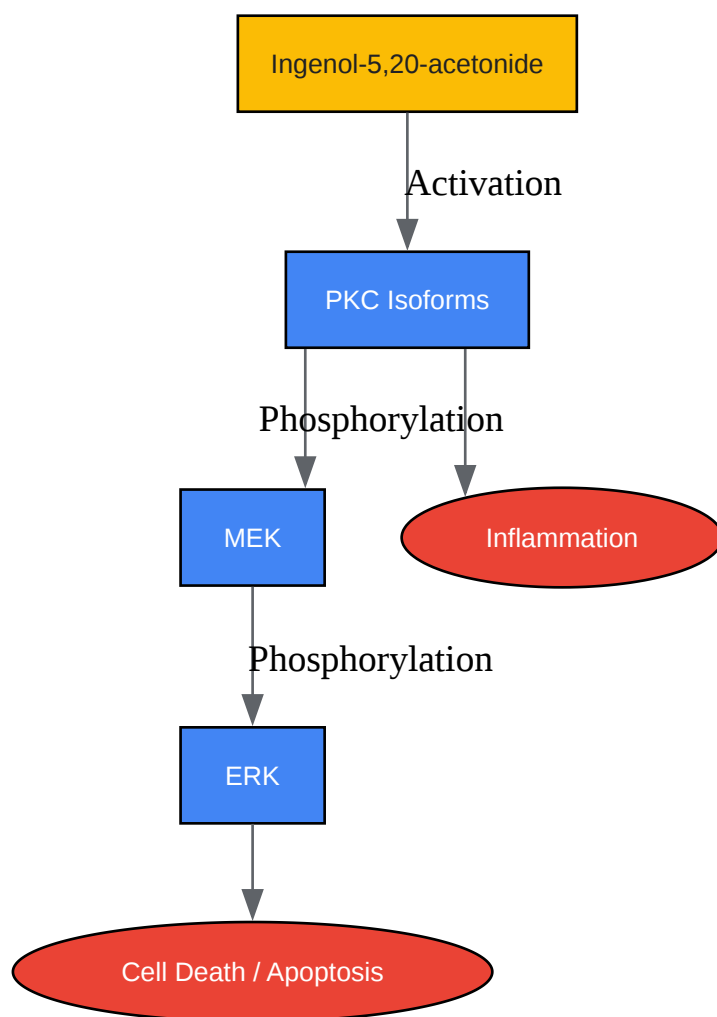 Ingenol-5,20-acetonide
Activation
PKC Isoforms
Phosphorylation
MEK
Inflammation
Phosphorylation
ERK
Cell Death / Apoptosis